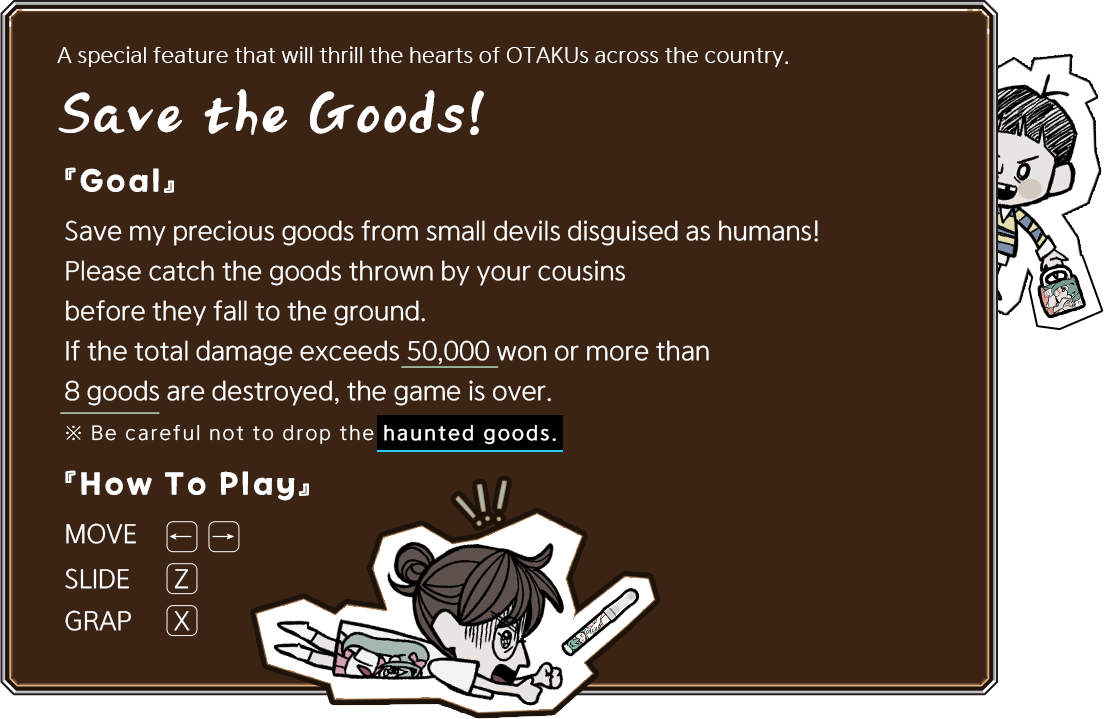 A special feature that will thrill the hearts of OTAKUs across the country.
Save the Goods!
『Goal』
Save my precious goods from small devils disguised as humans!
Please catch the goods thrown by your cousins
before they fall to the ground.
If the total damage exceeds 50,000 won or more than
8 goods are destroyed, the game is over.
※ Be careful not to drop the haunted goods.
『How To Play』
MOVE ← →
SLIDE Z
GRAP X